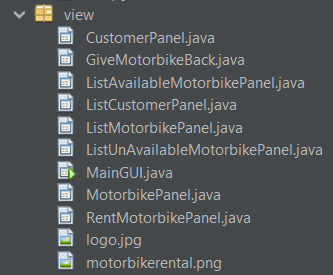 view
CustomerPanel.java
GiveMotorbikeBack.java
ListAvailableMotorbikePanel.java
ListCustomerPanel.java
ListMotorbikePanel.java
ListUnAvailableMotorbikePanel.java
MainGUI.java
MotorbikePanel.java
RentMotorbikePanel.java
logo.jpg
motorbikerental.png